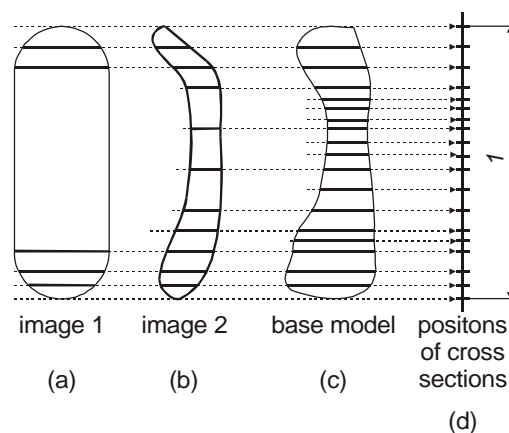 1
image 1
image 2
base model
positons
of cross
sections
(a)
(b)
(c)
(d)